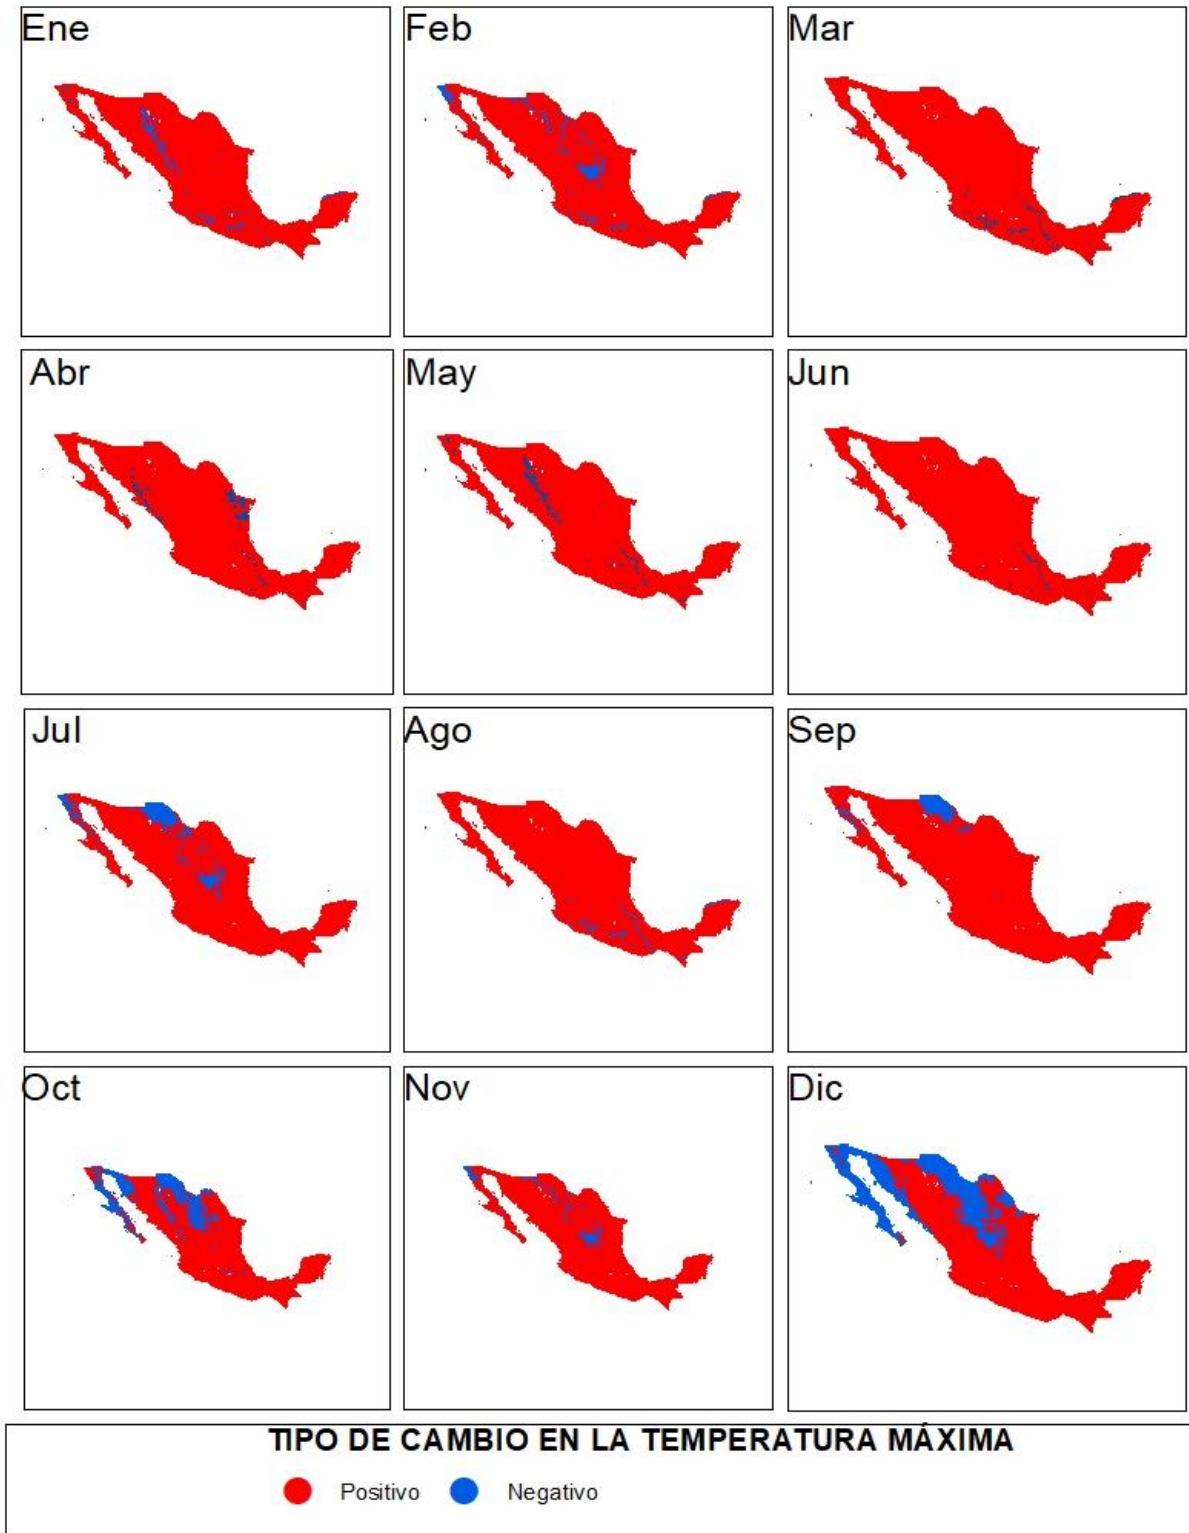 Ene
Feb
Mar
Abr
May
Jun
Jul
Ago
Sep
Oct
Nov
Dic
TIPO DE CAMBIO EN LA TEMPERATURA MÁXIMA
Positivo
Negativo